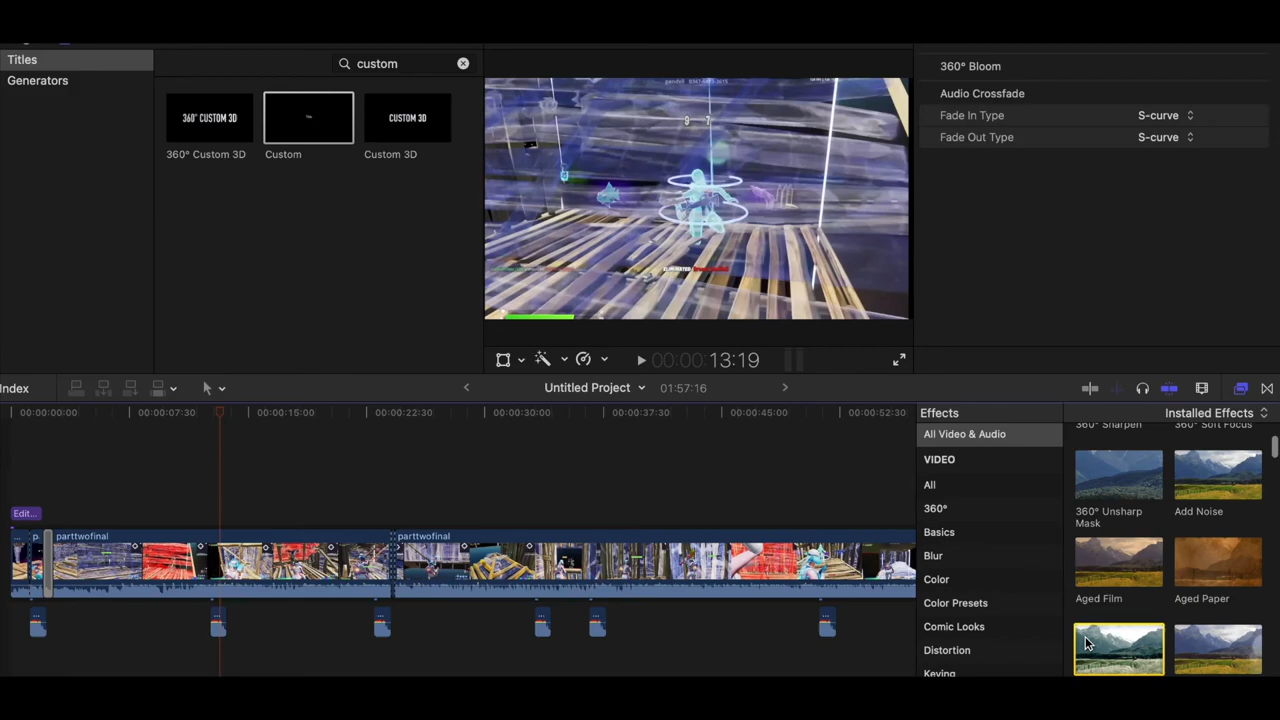 Titles
Generators
custom
360° CUSTOM 3D
Title
CUSTOM 3D
360° Custom 3D
Custom
Custom 3D
9 7
ELIMINATED
360° Bloom
Audio Crossfade
Fade In Type
S-curve
Fade Out Type
S-curve
00:00:13:19
Index
Untitled Project
01:57:16
00:00:00:00
00:00:07:30
00:00:15:00
00:00:22:30
00:00:30:00
00:00:37:30
00:00:45:00
00:00:52:30
Edit...
...
p.
parttwofinal
parttwofinal
Effects
Installed Effects
All Video & Audio
VIDEO
All
360°
Basics
Blur
Color
Color Presets
Comic Looks
Distortion
Keying
360° Sharpen
360° Soft Focus
360° Unsharp
Mask
Add Noise
Aged Film
Aged Paper